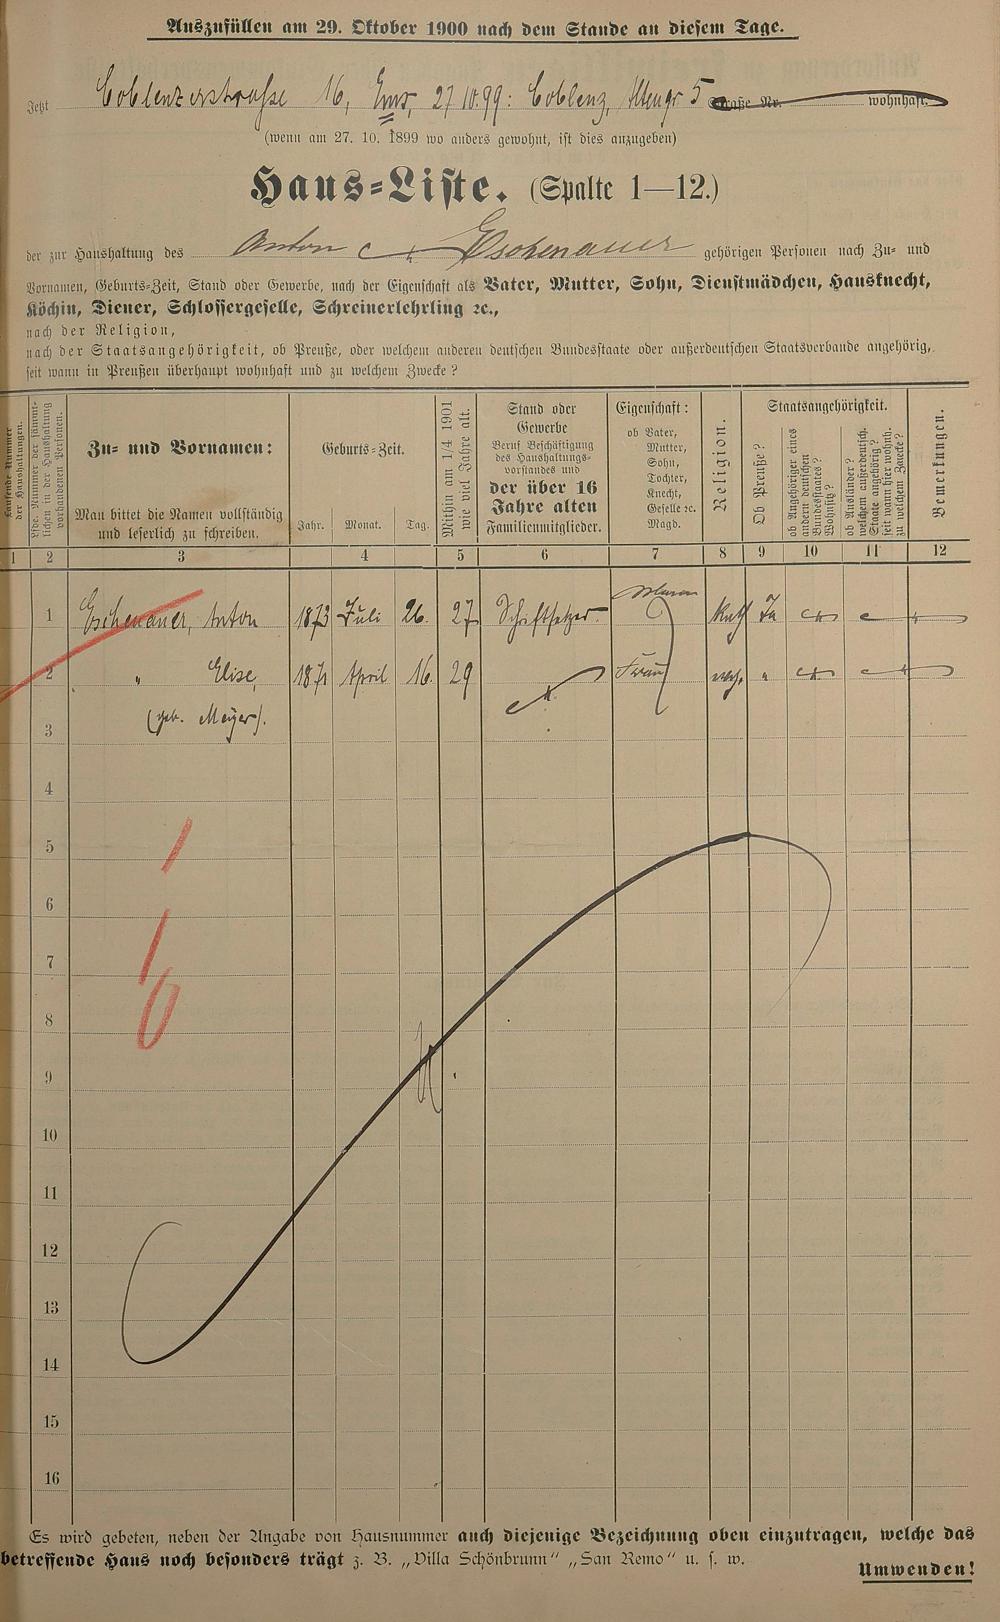 Auszufüllen am 29. Oktober 1900 nach dem Stande an diesem Tage.
Jetzt Coblenzerstrasse 16, Ems, 27.10.99: Coblenz, Altengr. 5 Straße Nr. wohnhaft.
(wenn am 27. 10. 1899 wo anders gewohnt, ist dies anzugeben)
Haus-Liste. (Spalte 1—12.)
der zur Haushaltung des Anton Eschenauer gehörigen Personen nach Zu- und
Vornamen, Geburts-Zeit, Stand oder Gewerbe, nach der Eigenschaft als Vater, Mutter, Sohn, Dienstmädchen, Hausknecht,
Köchin, Diener, Schlossergeselle, Schreinerlehrling ꝛc.,
nach der Religion,
nach der Staatsangehörigkeit, ob Preuße, oder welchem anderen deutschen Bundesstaate oder außerdeutschen Staatsverbande angehörig,
seit wann in Preußen überhaupt wohnhaft und zu welchem Zwecke?
Laufende Nummer
der Haushaltungen.
Lfde. Nummer der sämmt-
lichen in der Haushaltung
vorhandenen Personen.
Zu- und Vornamen:
Man bittet die Namen vollständig
und leserlich zu schreiben.
Geburts-Zeit.
Jahr. Monat. Tag.
Mithin am 1/4 1901
wie viel Jahre alt.
Stand oder
Gewerbe
Beruf Beschäftigung
des Haushaltungs-
vorstandes und
der über 16
Jahre alten
Familienmitglieder.
Eigenschaft:
ob Vater,
Mutter,
Sohn,
Tochter,
Knecht,
Geselle ꝛc.
Magd.
Religion.
Staatsangehörigkeit.
Ob Preuße?
ob Angehöriger eines
andern deutschen
Bundesstaates?
Wohnsitz?
ob Ausländer?
welchem außerdeutsch.
Staate angehörig?
seit wann hier wohnh.
zu welchem Zwecke?
Bemerkungen.
1 2 3 4 5 6 7 8 9 10 11 12
1 Eschenauer, Anton 1873 Juli 26. 27 Schriftsetzer. Mann Kath Ja
2 " Elise, 1871 April 16. 29 Frau "
(geb. Meyer).
3
4
5
6
7
8
9
10
11
12
13
14
15
16
Es wird gebeten, neben der Angabe von Hausnummer auch diejenige Bezeichnung oben einzutragen, welche das
betreffende Haus noch besonders trägt z. B. „Villa Schönbrunn" „San Remo" u. s. w.
Umwenden!